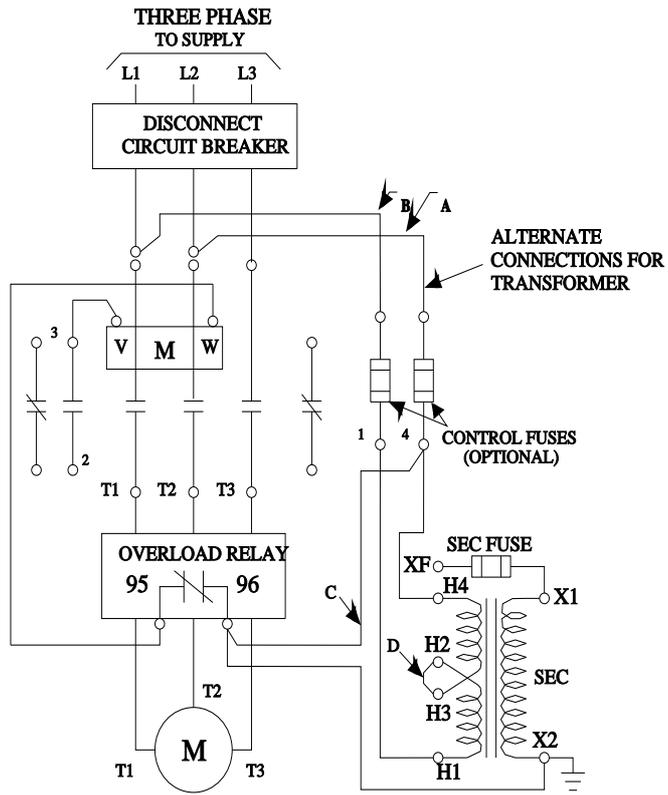 THREE PHASE
TO SUPPLY
L1 L2 L3
DISCONNECT
CIRCUIT BREAKER
B A
ALTERNATE
CONNECTIONS FOR
TRANSFORMER
3
V M W
1 4
CONTROL FUSES
(OPTIONAL)
2
T1 T2 T3
OVERLOAD RELAY
95 96
SEC FUSE
XF
H4 X1
C
D H2
SEC
H3
T2
M
T1 T3
X2
H1